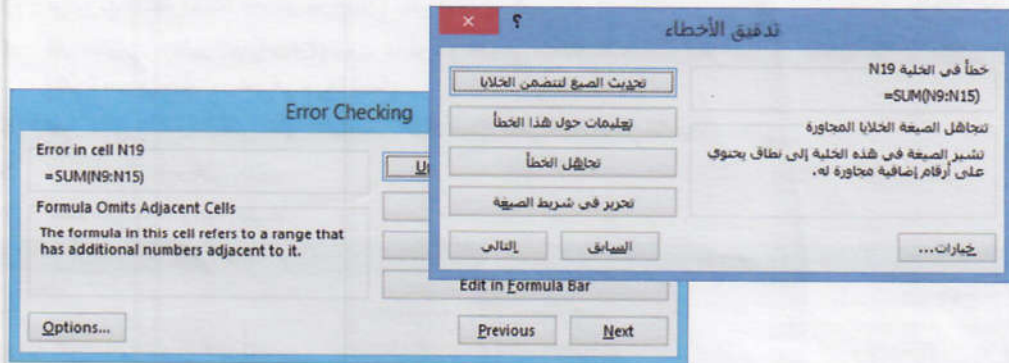 تدقيق الأخطاء
؟
خطأ في الخلية N19
=SUM(N9:N15)
تتجاهل الصيغة الخلايا المجاورة
تشير الصيغة في هذه الخلية إلى نطاق يحتوي
على أرقام إضافية مجاورة له.
تحديث الصيغ لتتضمن الخلايا
تعليمات حول هذا الخطأ
تجاهل الخطأ
تحرير في شريط الصيغة
خيارات...
السابق
التالي
Error Checking
Error in cell N19
=SUM(N9:N15)
Formula Omits Adjacent Cells
The formula in this cell refers to a range that
has additional numbers adjacent to it.
Edit in Formula Bar
Options...
Previous
Next